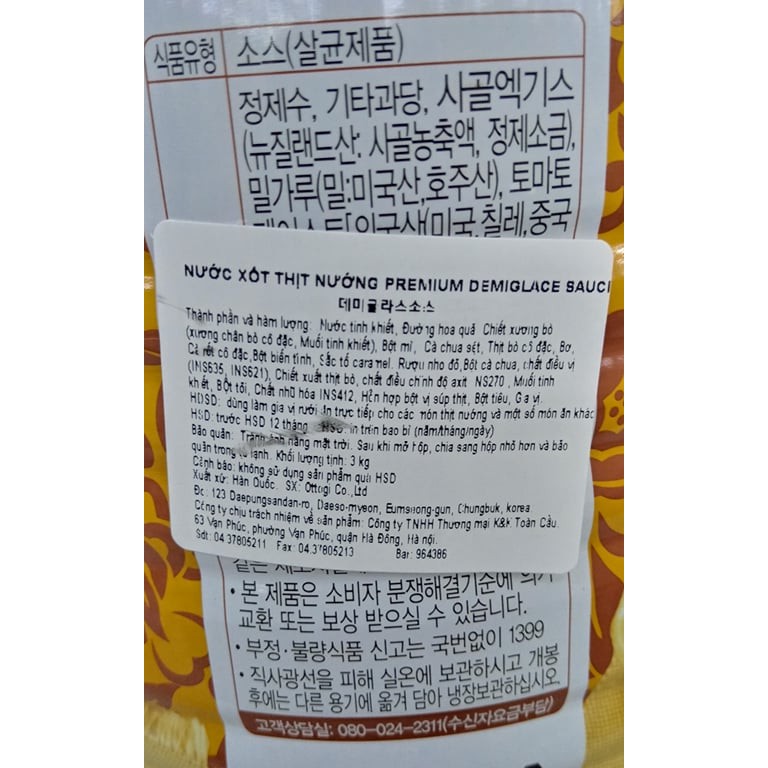 식품유형 소스(살균제품)
정제수, 기타과당, 사골엑기스
(뉴질랜드산: 사골농축액, 정제소금),
밀가루(밀:미국산,호주산), 토마토
페이스트[외국산(미국,칠레,중국
NƯỚC XỐT THỊT NƯỚNG PREMIUM DEMIGLACE SAUC
데미글라스소스
Thành phần và hàm lượng: Nước tinh khiết, Đường hoa quả Chiết xương bò
(xương chân bò cô đặc, Muối tinh khiết), Bột mì, Cà chua sệt, Thịt bò cô đặc, Bơ,
Cà rốt cô đặc,Bột biến tính, Sắc tố caramel. Rượu nho đỏ,Bột cà chua, chất điều vị
(INS635, INS621), Chiết xuất thịt bò, chất điều chỉnh độ axit NS270, Muối tinh
khiết, Bột tỏi, Chất nhũ hóa INS412, Hỗn hợp bột vị súp thịt, Bột tiêu, Gia vị.
HDSD: dùng làm gia vị rưới ăn trực tiếp cho các món thịt nướng và một số món ăn khác
HSD: trước HSD 12 tháng HSD: In trên bao bì (năm/tháng/ngày)
Bảo quản: Tránh ánh nắng mặt trời. Sau khi mở hộp, chia sang hộp nhỏ hơn và bảo
quản trong tủ lạnh. Khối lượng tịnh: 3 kg
Cảnh báo: không sử dụng sản phẩm quá HSD
Xuất xứ: Hàn Quốc. SX: Ottogi Co.,Ltd
Đc: 123 Daepungsandan-ro, Daeso-myeon, Eumseong-gun, Chungbuk, korea
Công ty chịu trách nhiệm về sản phẩm: Công ty TNHH Thương mại K&K Toàn Cầu
63 Vạn Phúc, phường Vạn Phúc, quận Hà Đông, Hà nội.
Sdt: 04.37805211 Fax: 04.37805213 Bar: 964386
• 본 제품은 소비자 분쟁해결기준에 의거
교환 또는 보상 받으실 수 있습니다.
• 부정·불량식품 신고는 국번없이 1399
• 직사광선을 피해 실온에 보관하시고 개봉
후에는 다른 용기에 옮겨 담아 냉장보관하십시오.
고객상담실: 080-024-2311(수신자요금부담)